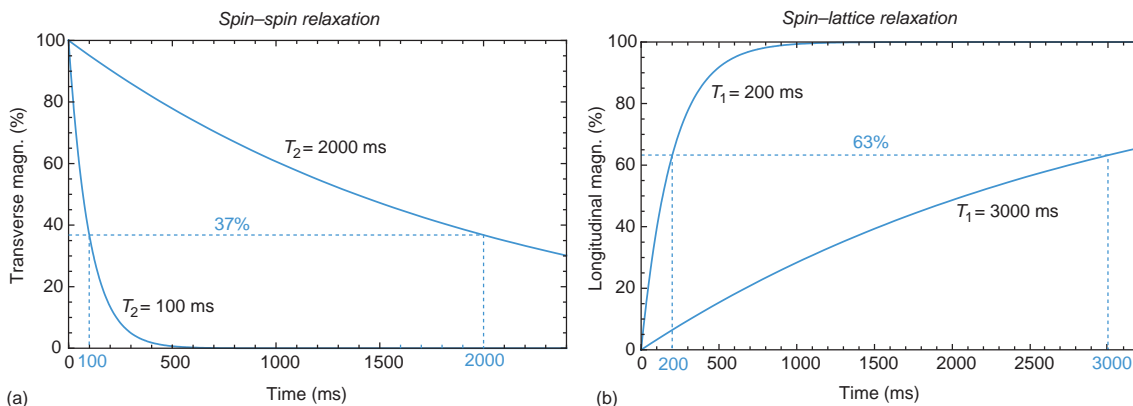 Spin–spin relaxation
100
80
60
40
20
0
Transverse magn. (%)
T2 = 2000 ms
37%
T2 = 100 ms
0 100 500 1000 1500 2000
Time (ms)
(a)
Spin–lattice relaxation
100
80
60
40
20
0
Longitudinal magn. (%)
T1 = 200 ms
63%
T1 = 3000 ms
0 200 500 1000 1500 2000 2500 3000
Time (ms)
(b)